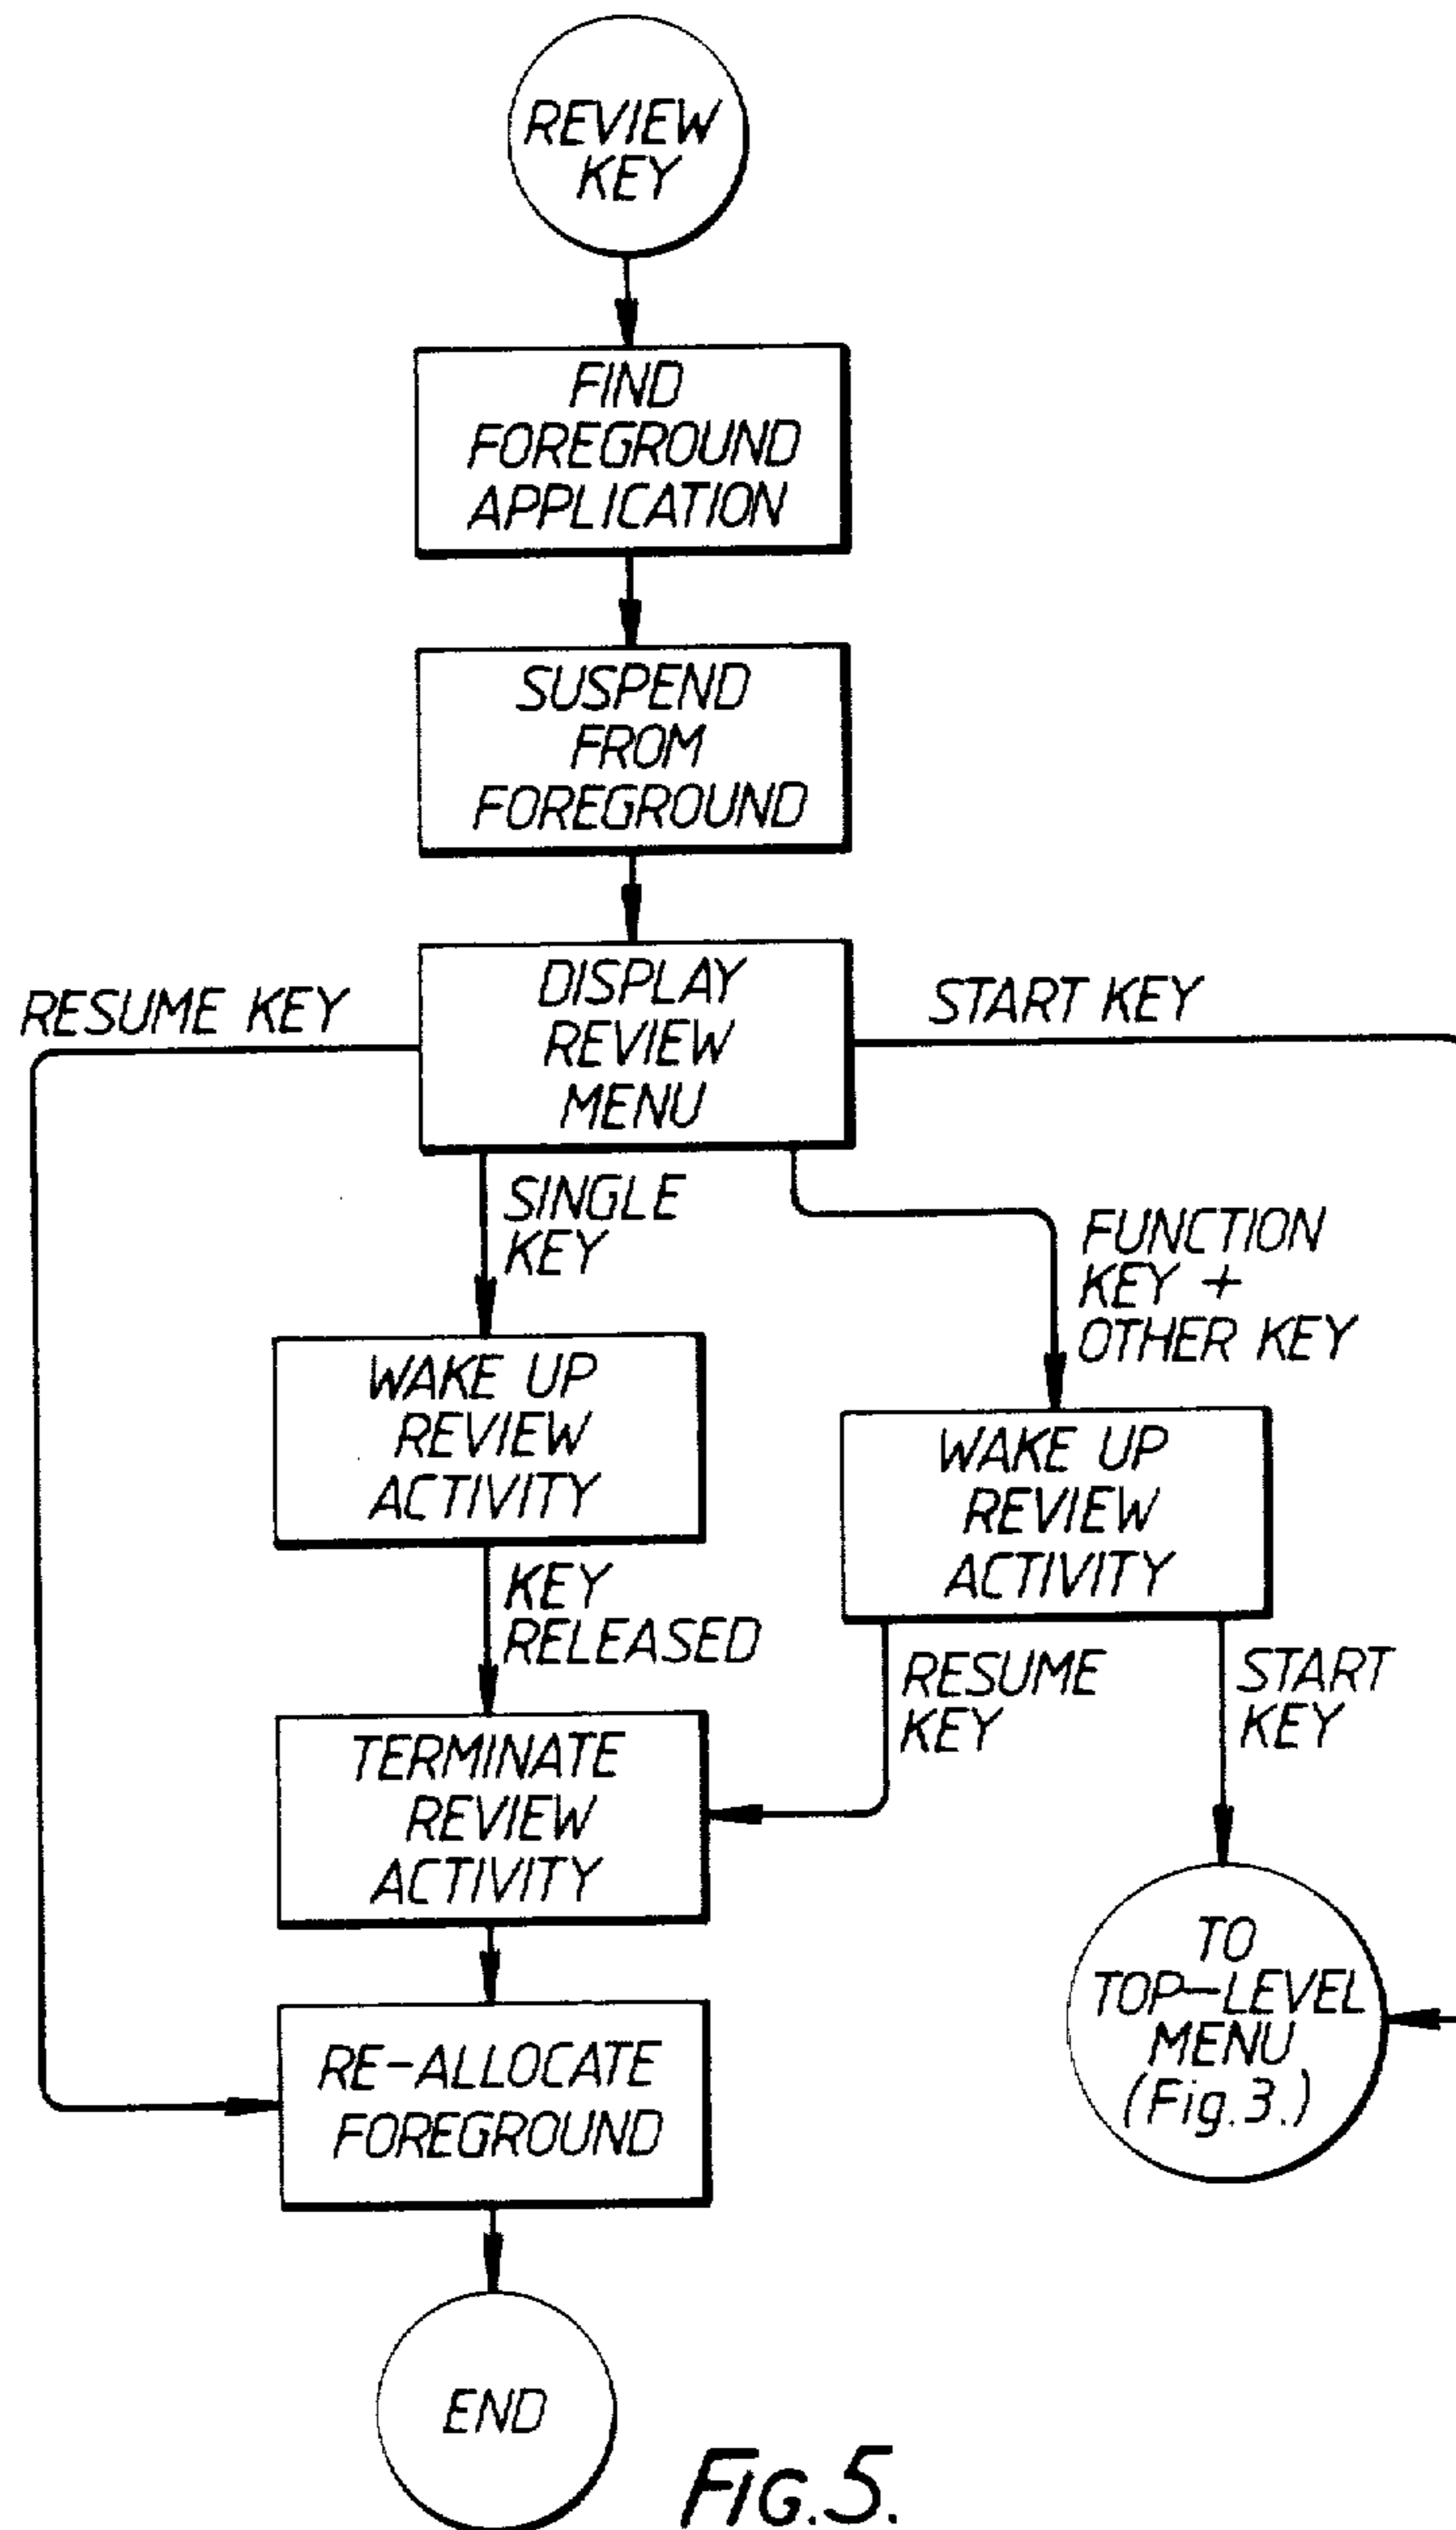 REVIEW
KEY
FIND
FOREGROUND
APPLICATION
SUSPEND
FROM
FOREGROUND
DISPLAY
REVIEW
MENU
RESUME KEY
START KEY
SINGLE
KEY
FUNCTION
KEY +
OTHER KEY
WAKE UP
REVIEW
ACTIVITY
WAKE UP
REVIEW
ACTIVITY
KEY
RELEASED
RESUME
KEY
START
KEY
TERMINATE
REVIEW
ACTIVITY
TO
TOP-LEVEL
MENU
(Fig.3.)
RE-ALLOCATE
FOREGROUND
END
FIG.5.